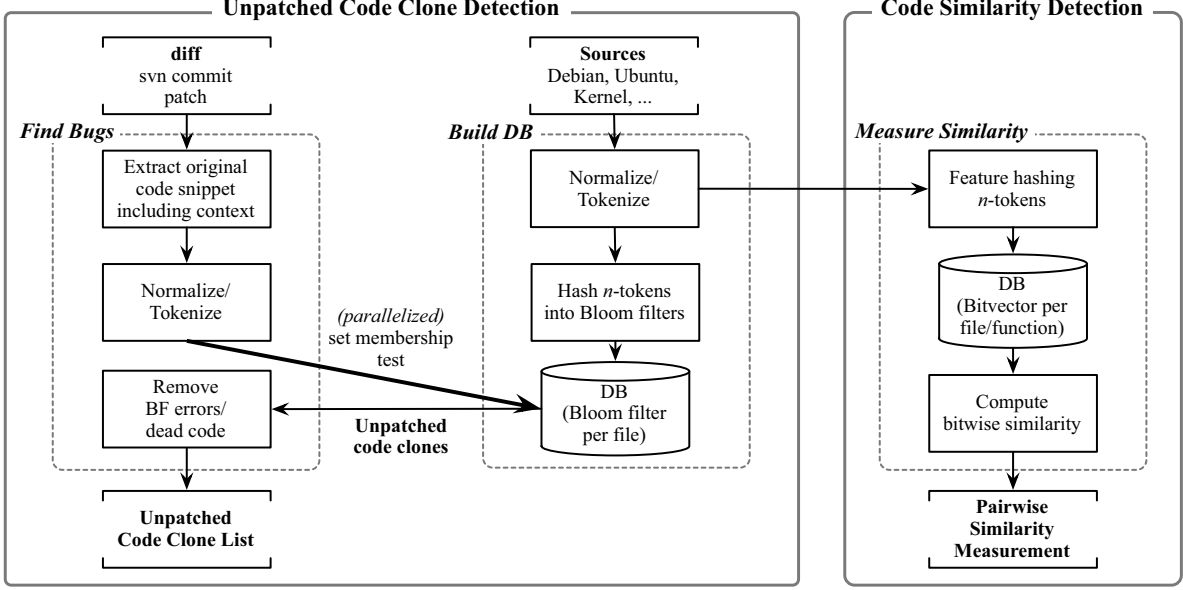 Unpatched Code Clone Detection
diff
svn commit
patch
Find Bugs
Extract original
code snippet
including context
Normalize/
Tokenize
(parallelized)
set membership
test
Remove
BF errors/
dead code
Unpatched
code clones
Unpatched
Code Clone List
Sources
Debian, Ubuntu,
Kernel, ...
Build DB
Normalize/
Tokenize
Hash n-tokens
into Bloom filters
DB
(Bloom filter
per file)
Code Similarity Detection
Measure Similarity
Feature hashing
n-tokens
DB
(Bitvector per
file/function)
Compute
bitwise similarity
Pairwise
Similarity
Measurement